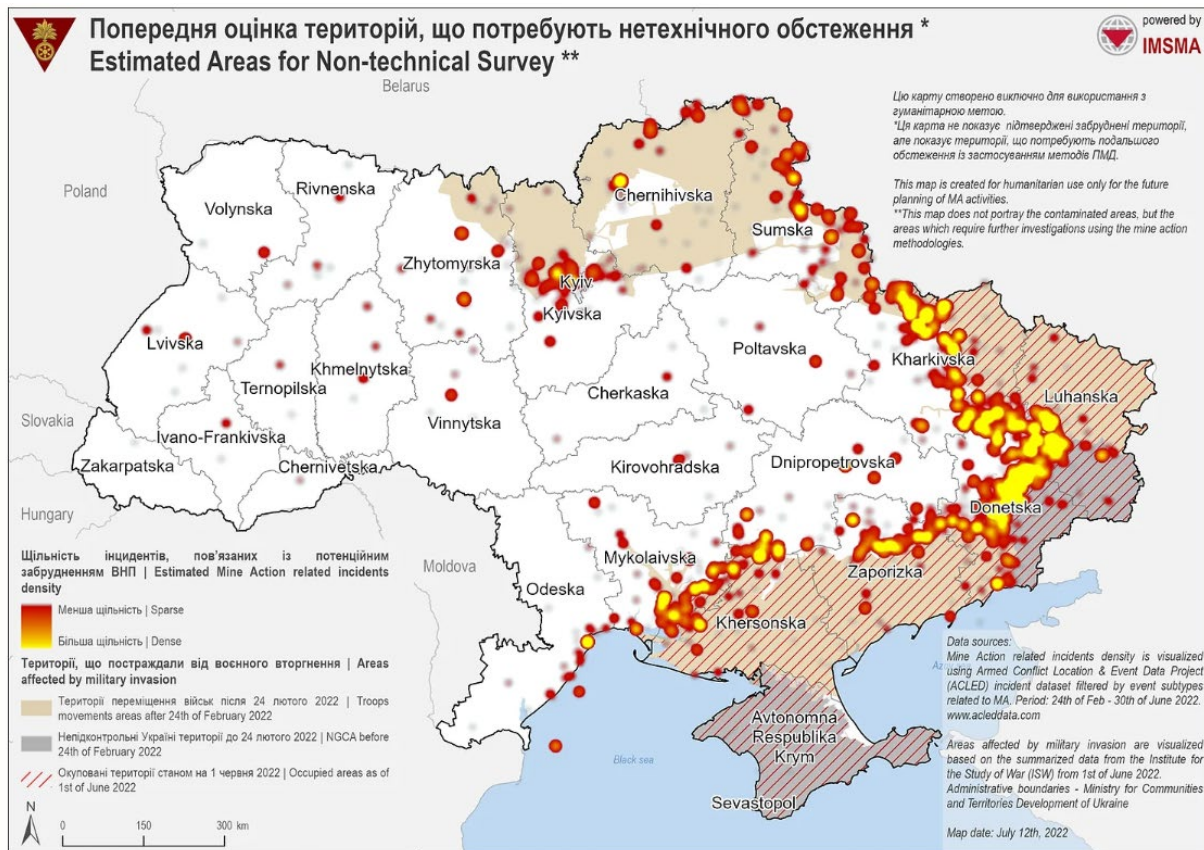 Попередня оцінка територій, що потребують нетехнічного обстеження *
Estimated Areas for Non-technical Survey **
powered by
IMSMA
Цю карту створено виключно для використання з
гуманітарною метою.
*Ця карта не показує підтверджені забруднені території,
але показує території, що потребують подальшого
обстеження із застосуванням методів ПМД.
This map is created for humanitarian use only for the future
planning of MA activities.
**This map does not portray the contaminated areas, but the
areas which require further investigations using the mine action
methodologies.
Belarus
Poland
Slovakia
Hungary
Moldova
Volynska
Rivnenska
Zhytomyrska
Kyiv
Kyivska
Chernihivska
Sumska
Lvivska
Ternopilska
Khmelnytska
Vinnytska
Cherkaska
Poltavska
Kharkivska
Luhanska
Ivano-Frankivska
Zakarpatska
Chernivetska
Kirovohradska
Dnipropetrovska
Donetska
Odeska
Mykolaivska
Zaporizka
Khersonska
Avtonomna
Respublika
Krym
Sevastopol
Black sea
Щільність інцидентів, пов'язаних із потенційним
забрудненням ВНП | Estimated Mine Action related incidents
density
Менша щільність | Sparse
Більша щільність | Dense
Території, що постраждали від воєнного вторгнення | Areas
affected by military invasion
Території переміщення військ після 24 лютого 2022 | Troops
movements areas after 24th of February 2022
Непідконтрольні Україні території до 24 лютого 2022 | NGCA before
24th of February 2022
Окуповані території станом на 1 червня 2022 | Occupied areas as of
1st of June 2022
N
0 150 300 km
Data sources:
Mine Action related incidents density is visualized
using Armed Conflict Location & Event Data Project
(ACLED) incident dataset filtered by event subtypes
related to MA. Period: 24th of Feb - 30th of June 2022.
www.acleddata.com
Areas affected by military invasion are visualized
based on the summarized data from the Institute for
the Study of War (ISW) from 1st of June 2022.
Administrative boundaries - Ministry for Communities
and Territories Development of Ukraine
Map date: July 12th, 2022